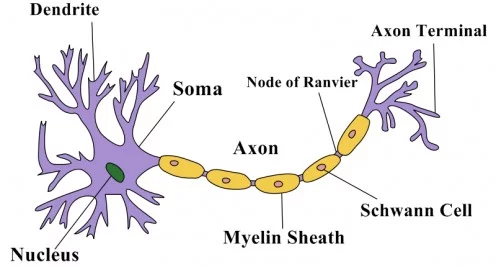 Dendrite
Axon Terminal
Soma
Node of Ranvier
Axon
Schwann Cell
Myelin Sheath
Nucleus